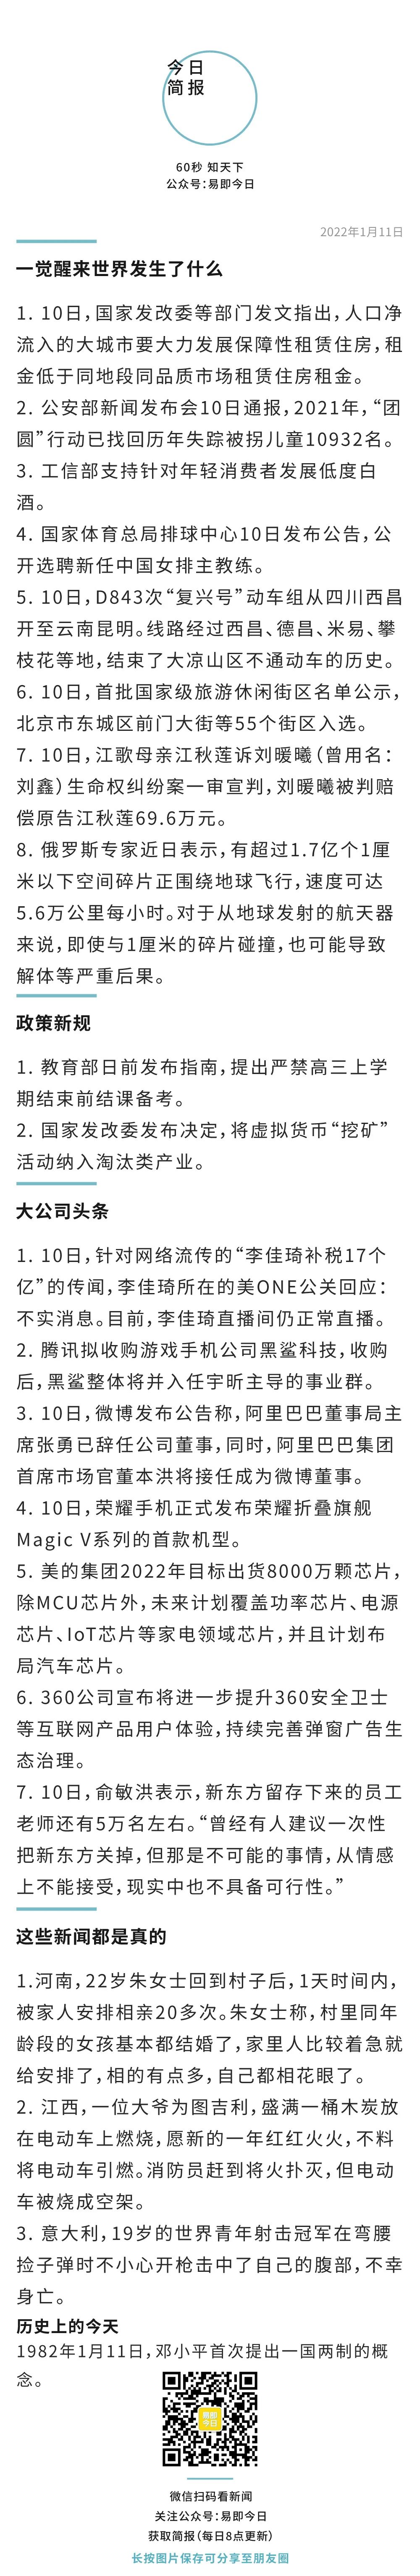 今日
简报
60秒 知天下
公众号：易即今日
2022年1月11日
一觉醒来世界发生了什么
1. 10日，国家发改委等部门发文指出，人口净
流入的大城市要大力发展保障性租赁住房，租
金低于同地段同品质市场租赁住房租金。
2. 公安部新闻发布会10日通报，2021年，“团
圆”行动已找回历年失踪被拐儿童10932名。
3. 工信部支持针对年轻消费者发展低度白
酒。
4. 国家体育总局排球中心10日发布公告，公
开选聘新任中国女排主教练。
5. 10日，D843次“复兴号”动车组从四川西昌
开至云南昆明。线路经过西昌、德昌、米易、攀
枝花等地，结束了大凉山区不通动车的历史。
6. 10日，首批国家级旅游休闲街区名单公示，
北京市东城区前门大街等55个街区入选。
7. 10日，江歌母亲江秋莲诉刘暖曦（曾用名：
刘鑫）生命权纠纷案一审宣判，刘暖曦被判赔
偿原告江秋莲69.6万元。
8. 俄罗斯专家近日表示，有超过1.7亿个1厘
米以下空间碎片正围绕地球飞行，速度可达
5.6万公里每小时。对于从地球发射的航天器
来说，即使与1厘米的碎片碰撞，也可能导致
解体等严重后果。
政策新规
1. 教育部日前发布指南，提出严禁高三上学
期结束前结课备考。
2. 国家发改委发布决定，将虚拟货币“挖矿”
活动纳入淘汰类产业。
大公司头条
1. 10日，针对网络流传的“李佳琦补税17个
亿”的传闻，李佳琦所在的美ONE公关回应：
不实消息。目前，李佳琦直播间仍正常直播。
2. 腾讯拟收购游戏手机公司黑鲨科技，收购
后，黑鲨整体将并入任宇昕主导的事业群。
3. 10日，微博发布公告称，阿里巴巴董事局主
席张勇已辞任公司董事，同时，阿里巴巴集团
首席市场官董本洪将接任成为微博董事。
4. 10日，荣耀手机正式发布荣耀折叠旗舰
Magic V系列的首款机型。
5. 美的集团2022年目标出货8000万颗芯片，
除MCU芯片外，未来计划覆盖功率芯片、电源
芯片、IoT芯片等家电领域芯片，并且计划布
局汽车芯片。
6. 360公司宣布将进一步提升360安全卫士
等互联网产品用户体验，持续完善弹窗广告生
态治理。
7. 10日，俞敏洪表示，新东方留存下来的员工
老师还有5万名左右。“曾经有人建议一次性
把新东方关掉，但那是不可能的事情，从情感
上不能接受，现实中也不具备可行性。”
这些新闻都是真的
1.河南，22岁朱女士回到村子后，1天时间内，
被家人安排相亲20多次。朱女士称，村里同年
龄段的女孩基本都结婚了，家里人比较着急就
给安排了，相的有点多，自己都相花眼了。
2. 江西，一位大爷为图吉利，盛满一桶木炭放
在电动车上燃烧，愿新的一年红红火火，不料
将电动车引燃。消防员赶到将火扑灭，但电动
车被烧成空架。
3. 意大利，19岁的世界青年射击冠军在弯腰
捡子弹时不小心开枪击中了自己的腹部，不幸
身亡。
历史上的今天
1982年1月11日，邓小平首次提出一国两制的概
念。
易即
今日
微信扫码看新闻
关注公众号：易即今日
获取简报（每日8点更新）
长按图片保存可分享至朋友圈